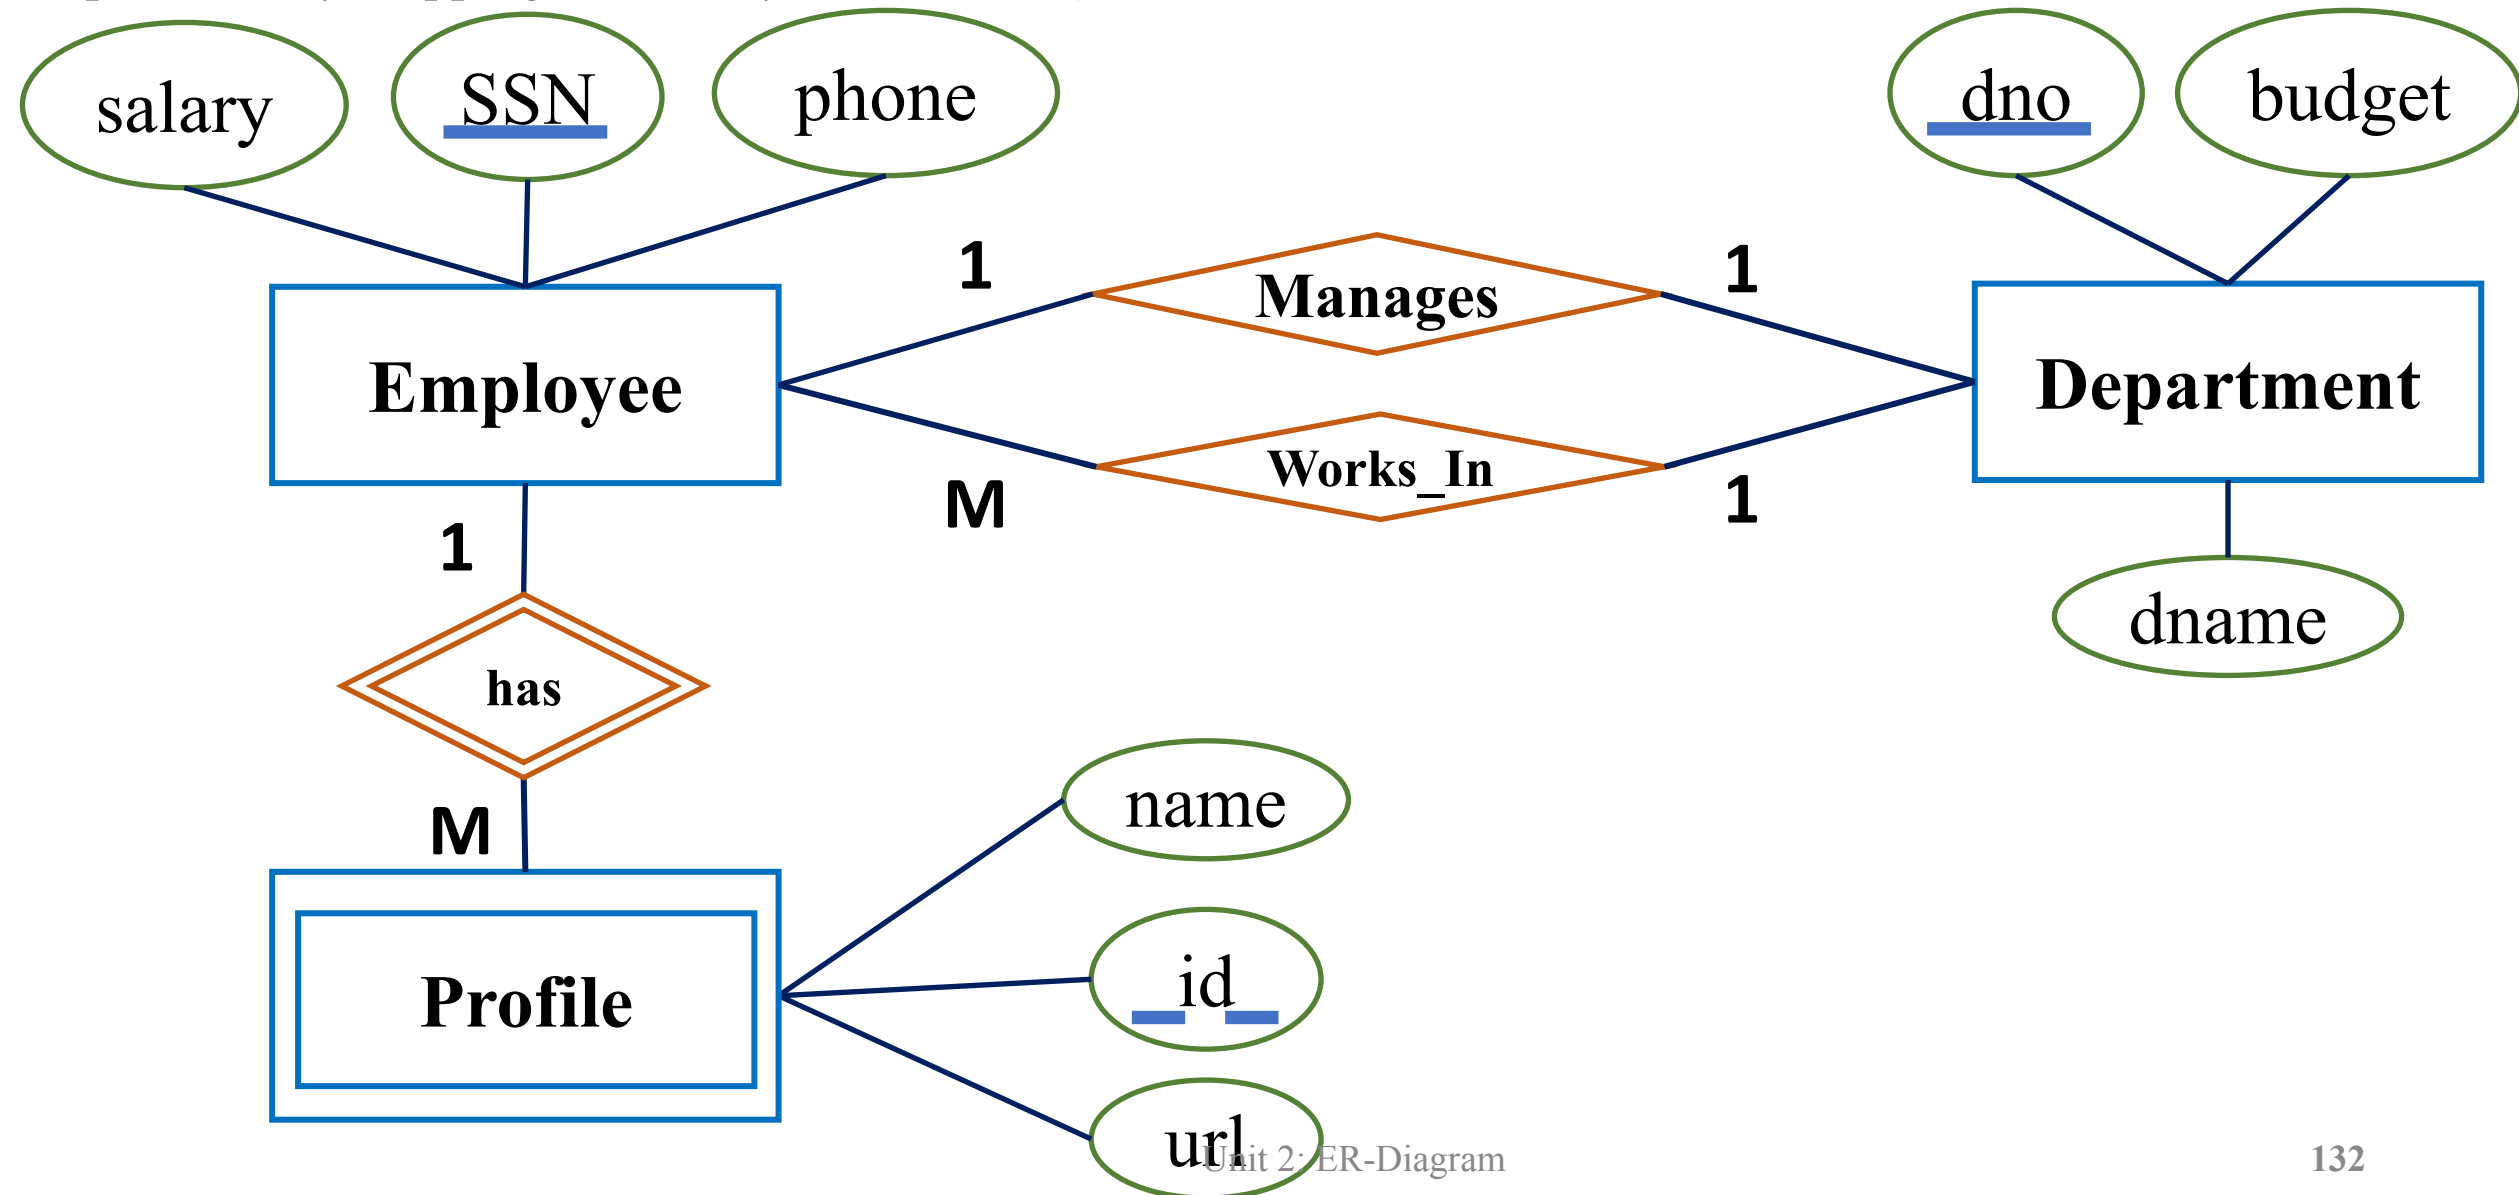 salary
SSN
phone
dno
budget
1
Manages
1
Employee
Department
M
Works_In
1
1
dname
has
M
name
id
Profile
url
Unit 2: ER-Diagram
132